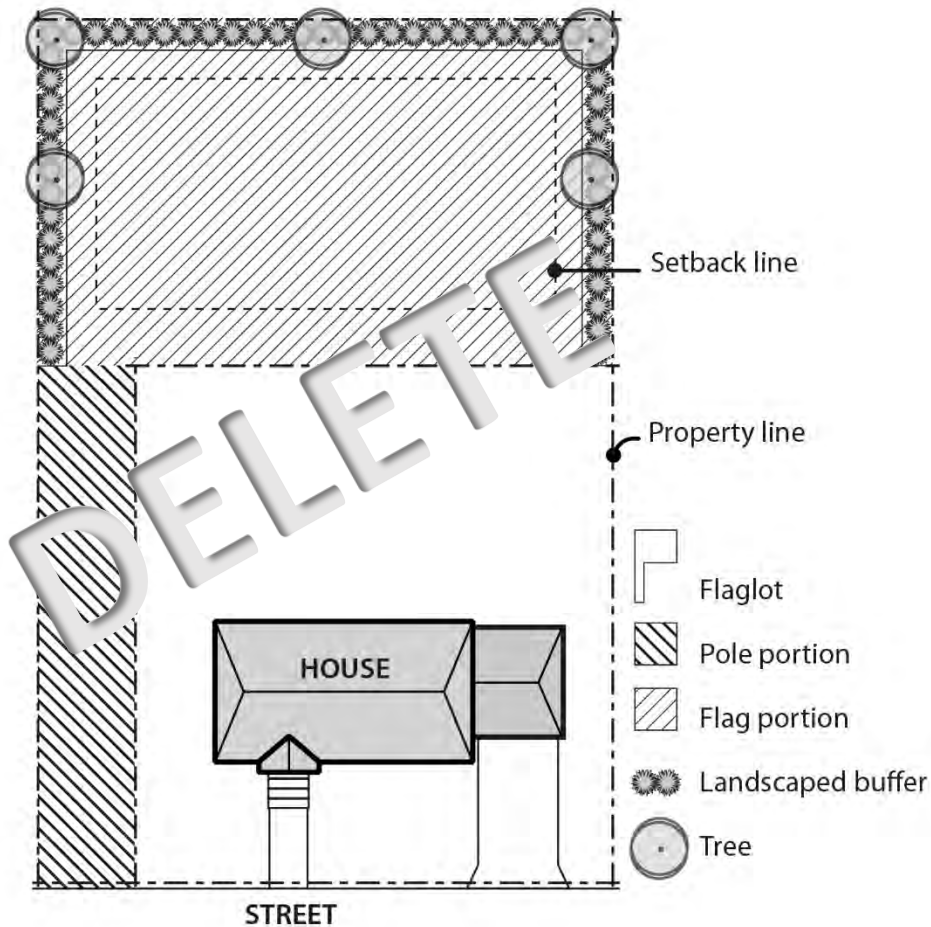 Setback line
DELETE
Property line
Flaglot
Pole portion
HOUSE
Flag portion
Landscaped buffer
Tree
STREET